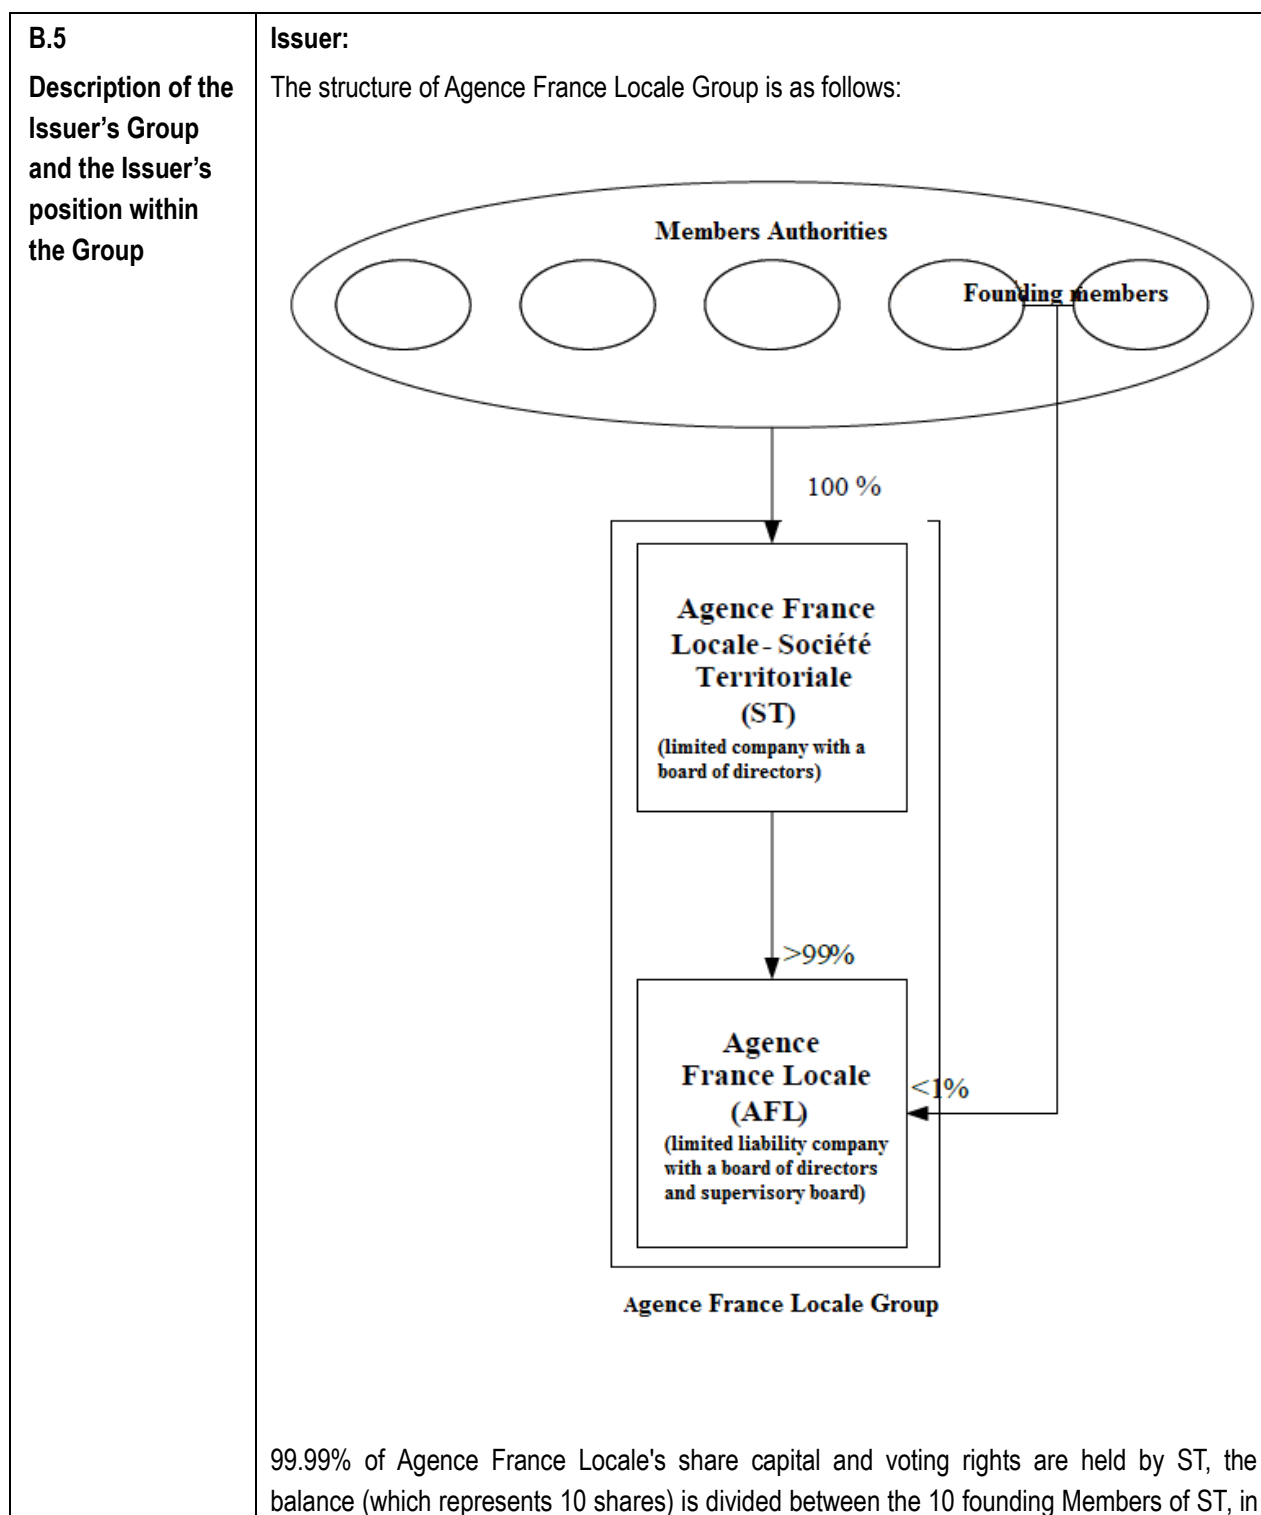 B.5
Description of the
Issuer’s Group
and the Issuer’s
position within
the Group
Issuer:
The structure of Agence France Locale Group is as follows:
Members Authorities
Founding members
100 %
Agence France
Locale- Société
Territoriale
(ST)
(limited company with a
board of directors)
>99%
Agence
France Locale
(AFL)
(limited liability company
with a board of directors
and supervisory board)
<1%
Agence France Locale Group
99.99% of Agence France Locale's share capital and voting rights are held by ST, the
balance (which represents 10 shares) is divided between the 10 founding Members of ST, in